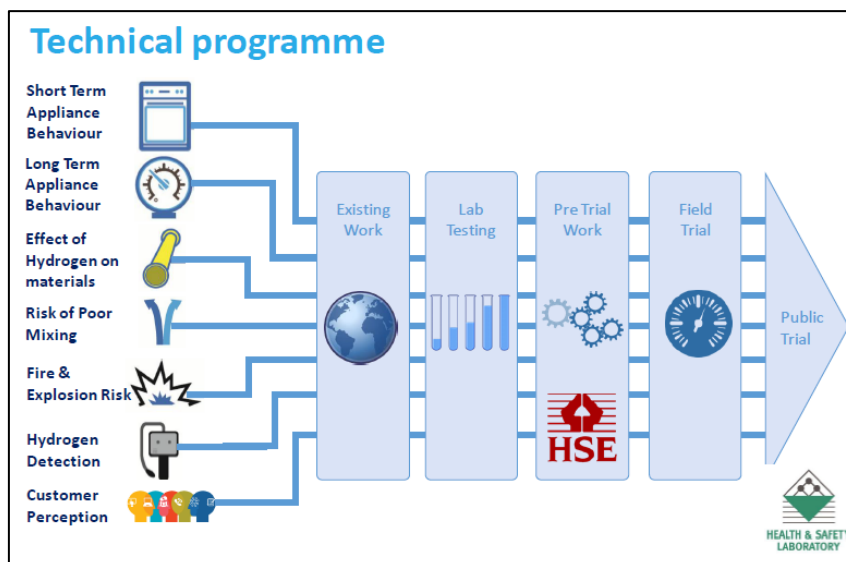 Technical programme
Short Term
Appliance
Behaviour
Long Term
Appliance
Behaviour
Effect of
Hydrogen on
materials
Risk of Poor
Mixing
Fire &
Explosion Risk
Hydrogen
Detection
Customer
Perception
Existing
Work
Lab
Testing
Pre Trial
Work
HSE
Field
Trial
Public
Trial
HEALTH & SAFETY
LABORATORY